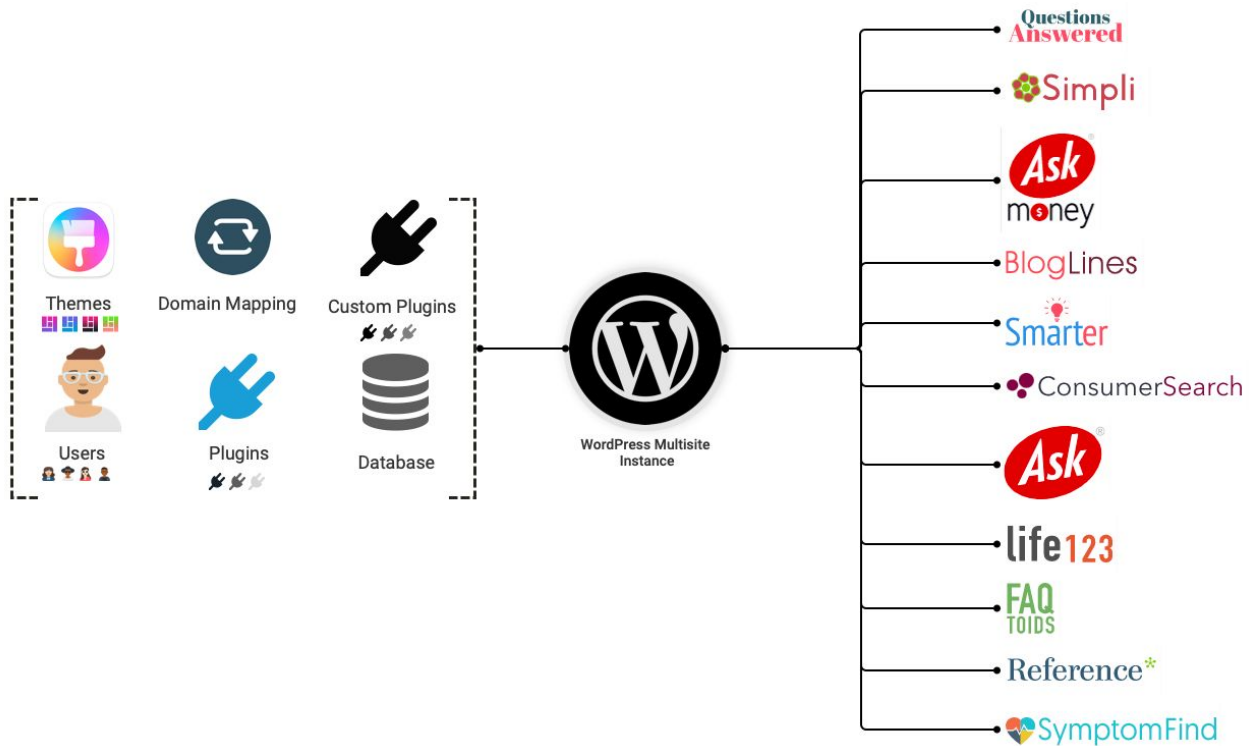 Themes
Domain Mapping
Custom Plugins
Users
Plugins
Database
WordPress Multisite
Instance
Questions
Answered
Simpli
Ask®
money
BlogLines
Smarter
ConsumerSearch
Ask®
life123
FAQ
TOIDS
Reference*
SymptomFind